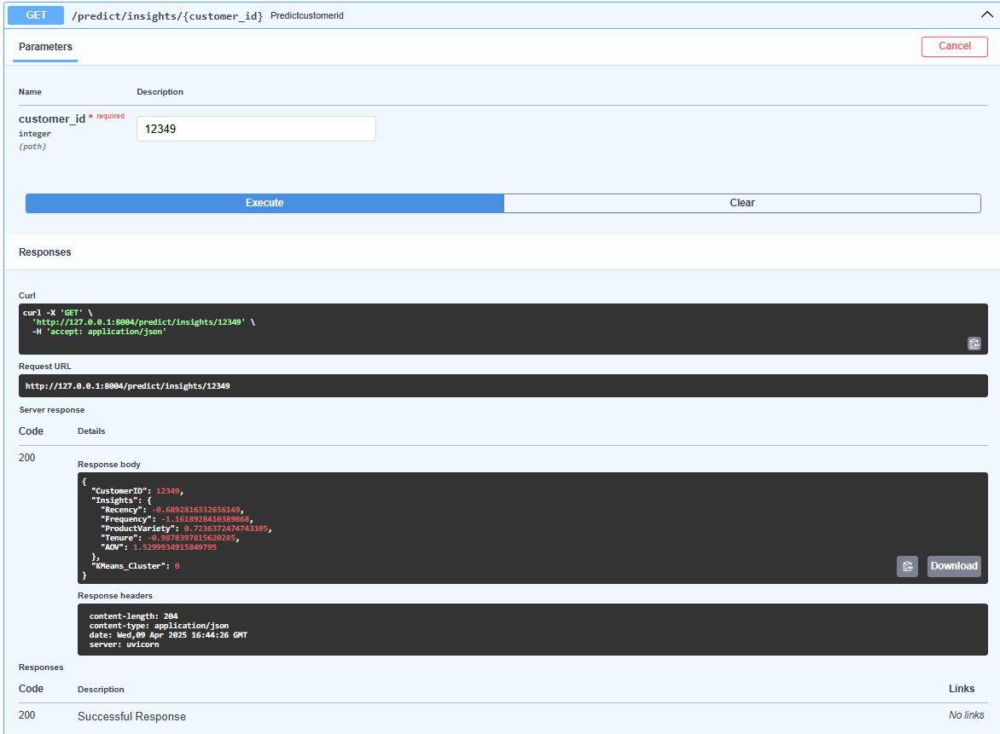 GET /predict/insights/{customer_id} Predictcustomerid
Parameters
Cancel
Name Description
customer_id * required
integer
(path)
12349
Execute Clear
Responses
Curl
curl -X 'GET' \
'http://127.0.0.1:8004/predict/insights/12349' \
-H 'accept: application/json'
Request URL
http://127.0.0.1:8004/predict/insights/12349
Server response
Code Details
200
Response body
{
"CustomerID": 12349,
"Insights": {
"Recency": -0.6892816332656149,
"Frequency": -1.1618928410389868,
"ProductVariety": 0.7236372474743105,
"Tenure": -0.9878397815620285,
"AOV": 1.5299934915849795
},
"KMeans_Cluster": 0
}
Download
Response headers
content-length: 204
content-type: application/json
date: Wed,09 Apr 2025 16:44:26 GMT
server: uvicorn
Responses
Code Description Links
200 Successful Response No links